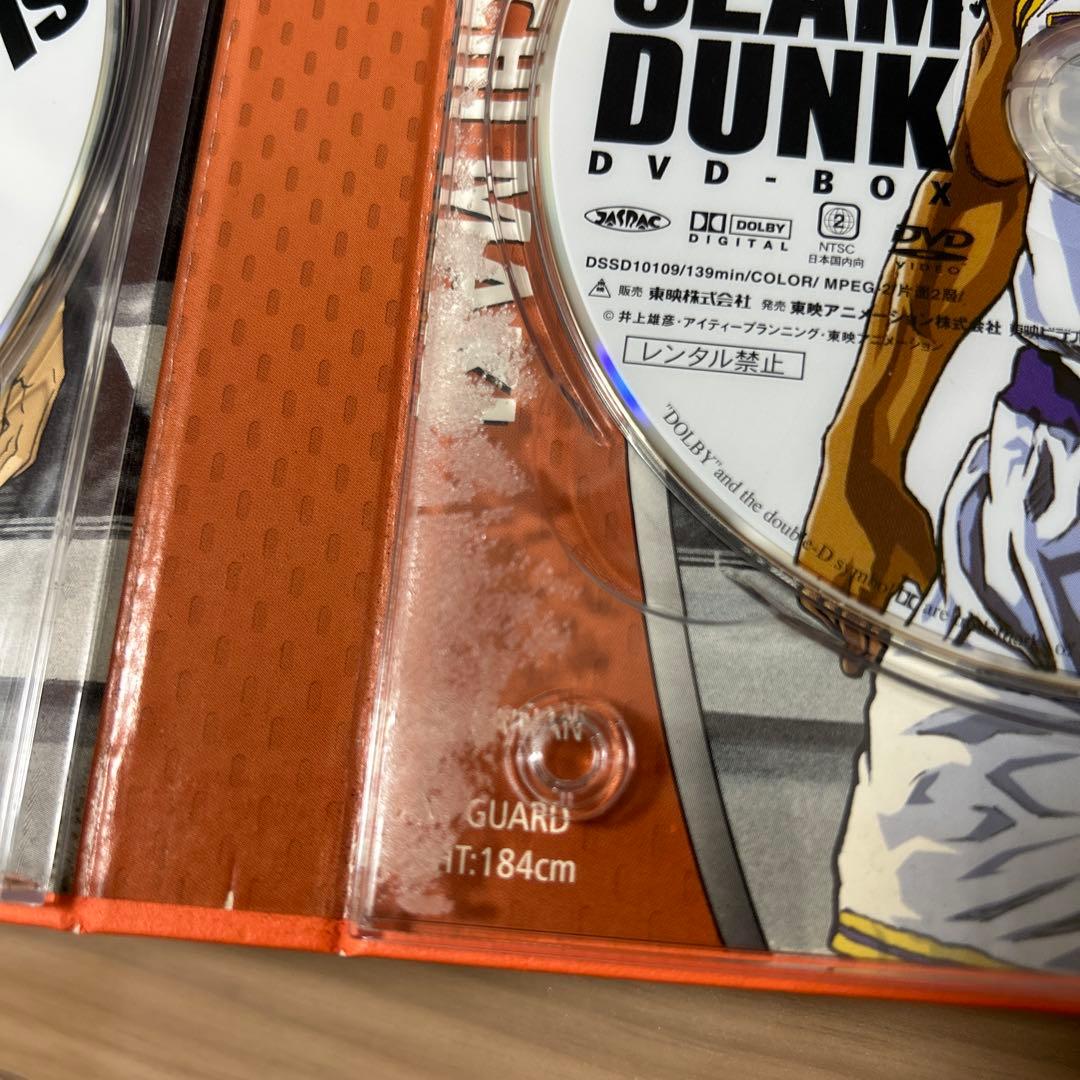 SLAM
DUNK
DVD-BOX
JASPAC
DOLBY
DIGITAL
2
NTSC
日本国内向
DVD
VIDEO
DSSD10109/139min/COLOR/ MPEG-2/片面2層/
販売 東映株式会社 発売 東映アニメーション株式会社
© 井上雄彦・アイティープランニング・東映アニメーション
レンタル禁止
"DOLBY" and the double-D symbol are trademarks of
GUARD
HT:184cm